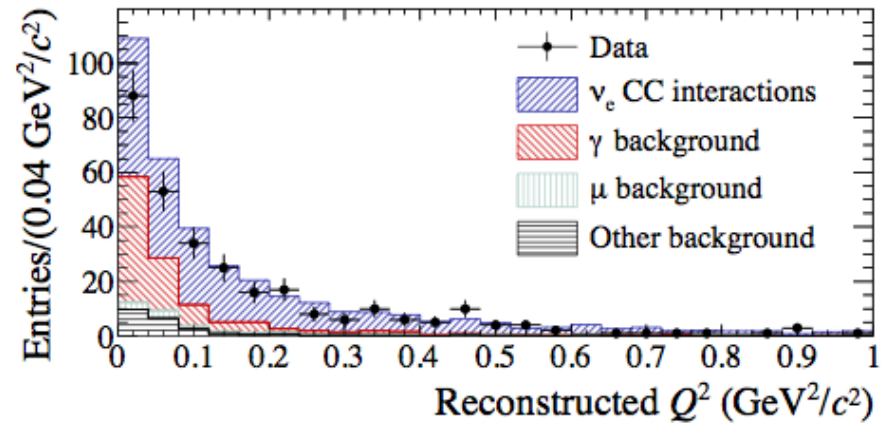 Entries/(0.04 GeV²/c²)
100
80
60
40
20
0
Data
νₑ CC interactions
γ background
μ background
Other background
0 0.1 0.2 0.3 0.4 0.5 0.6 0.7 0.8 0.9 1
Reconstructed Q² (GeV²/c²)